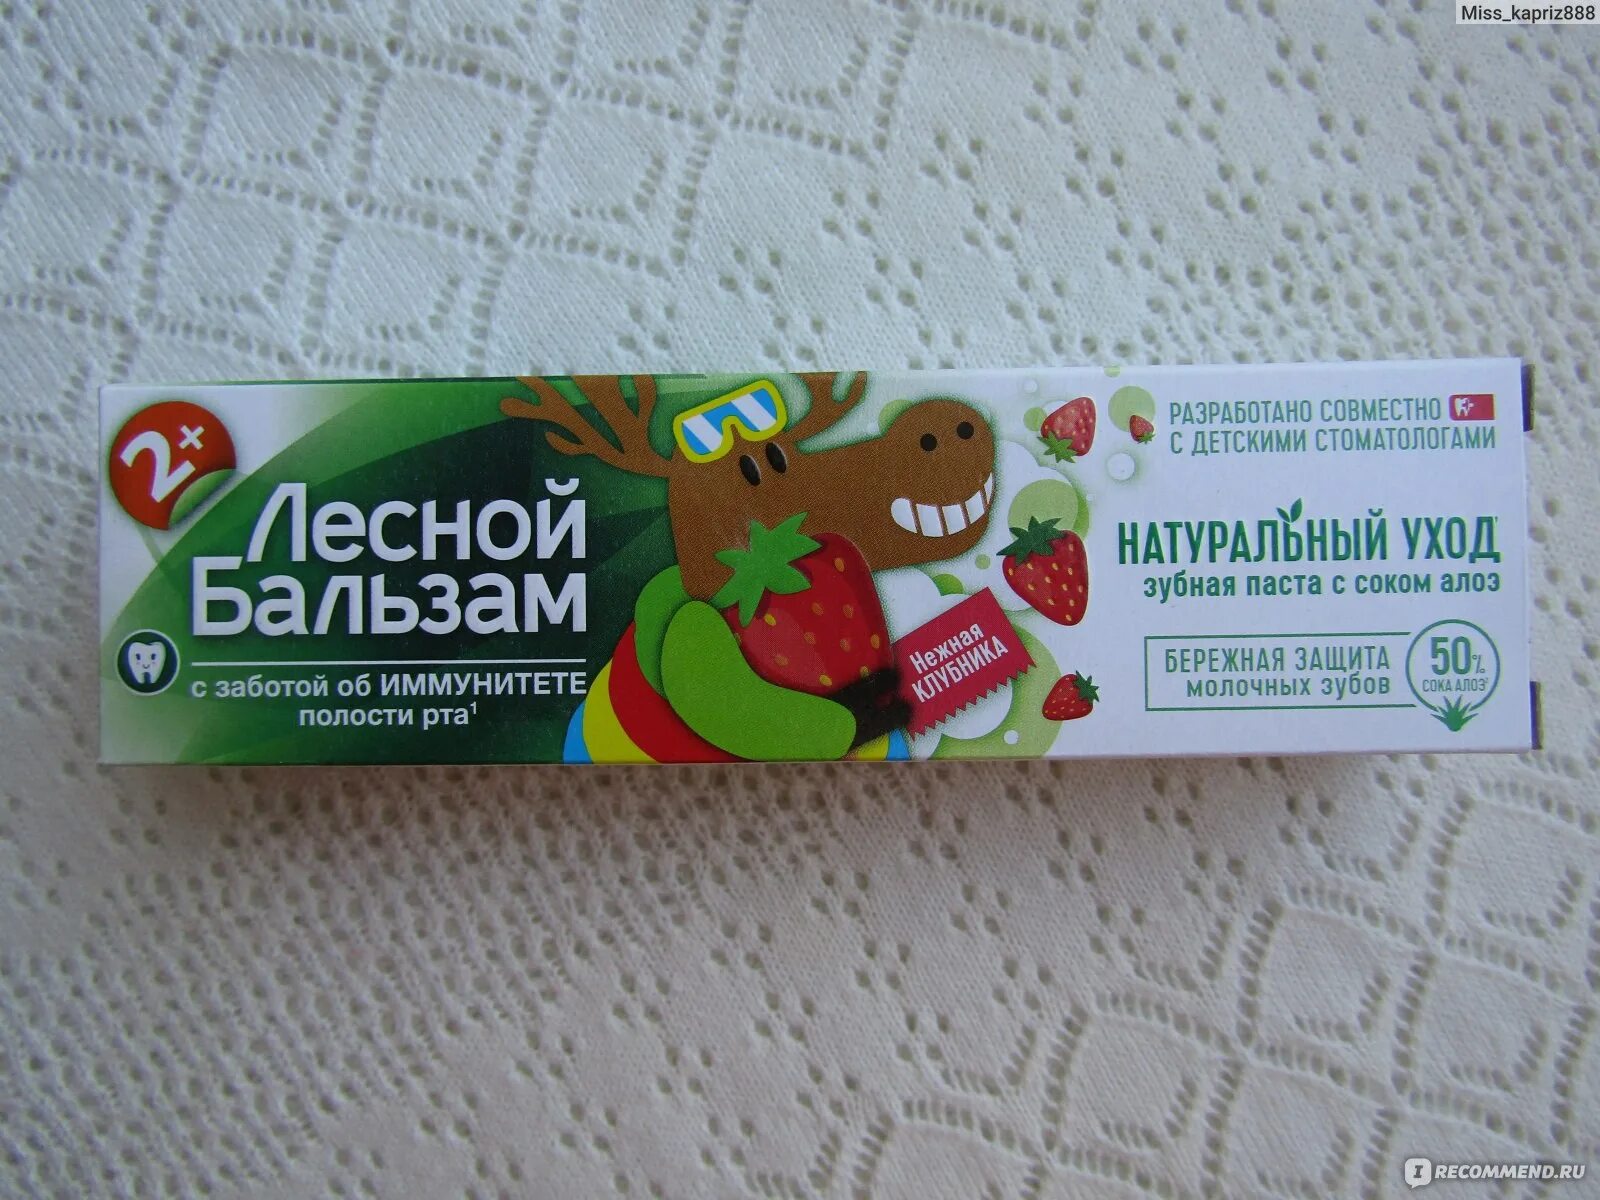 Miss_kapriz888
2+
Лесной
Бальзам
с заботой об ИММУНИТЕТЕ
полости рта¹
Нежная
КЛУБНИКА
РАЗРАБОТАНО СОВМЕСТНО
С ДЕТСКИМИ СТОМАТОЛОГАМИ
НАТУРАЛЬНЫЙ УХОД
ЗУБНАЯ ПАСТА С СОКОМ АЛОЭ
БЕРЕЖНАЯ ЗАЩИТА
МОЛОЧНЫХ ЗУБОВ
50%
СОКА АЛОЭ²
IRECOMMEND.RU